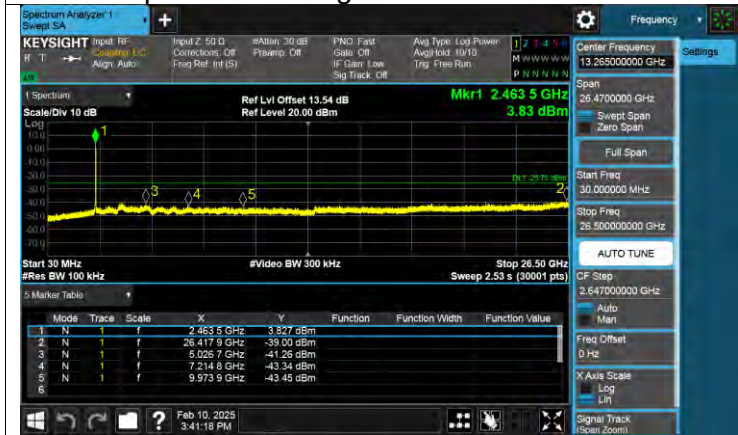 Spectrum Analyzer 1
Swept SA
+
Frequency
KEYSIGHT
R T
Input: RF
Coupling: DC
Align: Auto
Input Z: 50 Ω
Corrections: Off
Freq Ref: Int (S)
#Atten: 30 dB
Preamp: Off
PNO: Fast
Gate: Off
IF Gain: Low
Sig Track: Off
Avg Type: Log-Power
Avg|Hold: 10/10
Trig: Free Run
1 2 3 4 5 6
M W W W W W
P N N N N N
Center Frequency
13.265000000 GHz
Settings
Span
26.4700000 GHz
Swept Span
Zero Span
Full Span
Start Freq
30.000000 MHz
Stop Freq
26.500000000 GHz
AUTO TUNE
CF Step
2.647000000 GHz
Auto
Man
Freq Offset
0 Hz
X Axis Scale
Log
Lin
Signal Track
(Span Zoom)
1 Spectrum
Scale/Div 10 dB
Ref Lvl Offset 13.54 dB
Ref Level 20.00 dBm
Mkr1 2.463 5 GHz
3.83 dBm
Log
10.0
0.00
-10.0
-20.0
-30.0
-40.0
-50.0
-60.0
-70.0
1
2
3
4
5
Start 30 MHz
#Res BW 100 kHz
#Video BW 300 kHz
Stop 26.50 GHz
Sweep 2.53 s (30001 pts)
5 Marker Table
Mode Trace Scale X Y Function Function Width Function Value
1 N 1 f 2.463 5 GHz 3.827 dBm
2 N 1 f 26.417 9 GHz -39.00 dBm
3 N 1 f 5.026 7 GHz -41.26 dBm
4 N 1 f 7.214 8 GHz -43.34 dBm
5 N 1 f 9.973 9 GHz -43.45 dBm
6
?
Feb 10, 2025
3:41:18 PM